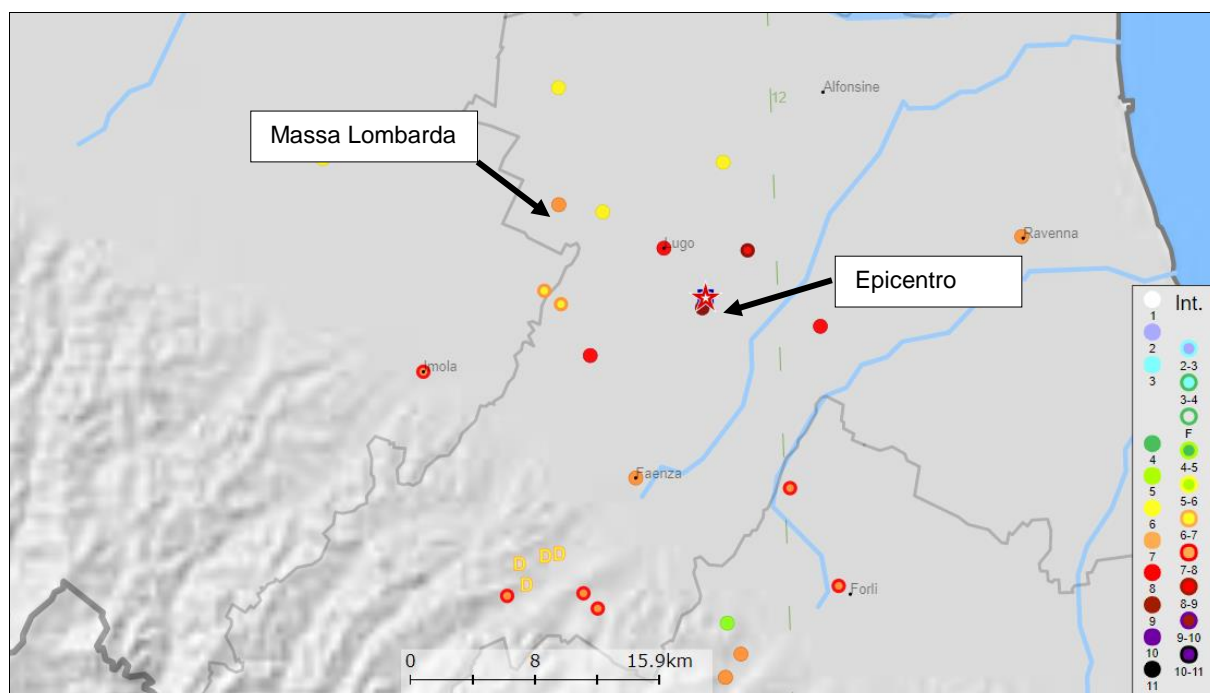 Alfonsine
12
Massa Lombarda
Lugo
Ravenna
Epicentro
Imola
Faenza
Forlì
D
D
D
D
0 8 15.9km
Int.
1
2
3
4
5
6
7
8
9
10
11
2-3
3-4
F
4-5
5-6
6-7
7-8
8-9
9-10
10-11